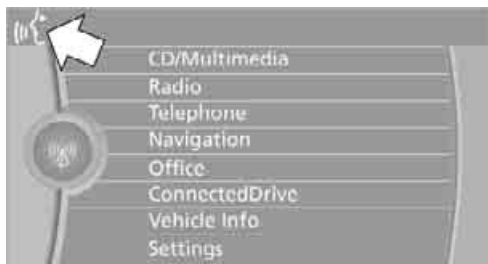 CD/Multimedia
Radio
Telephone
Navigation
Office
ConnectedDrive
Vehicle Info
Settings